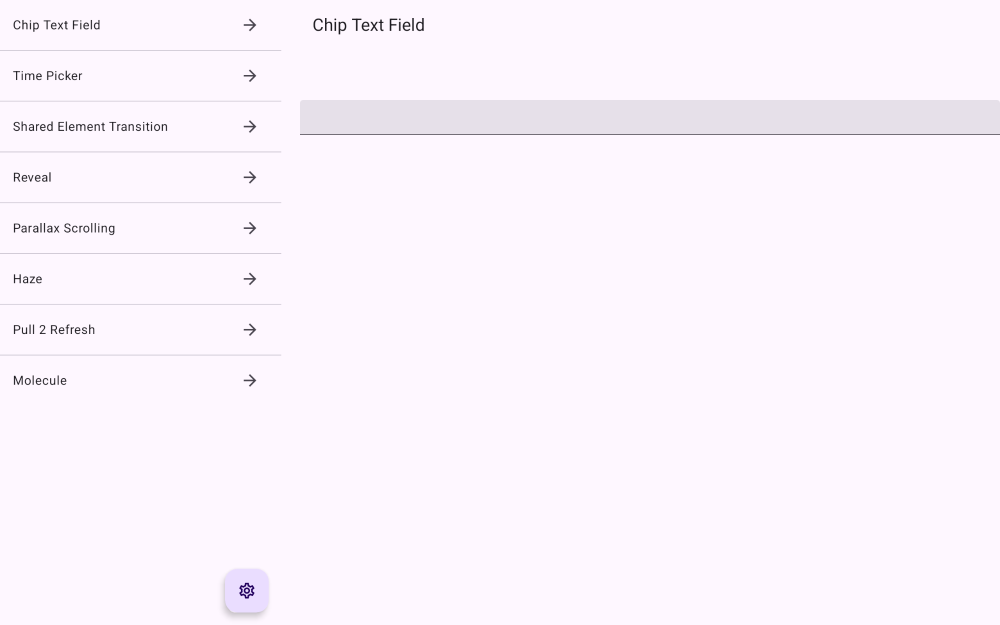 Chip Text Field
Time Picker
Shared Element Transition
Reveal
Parallax Scrolling
Haze
Pull 2 Refresh
Molecule
Chip Text Field